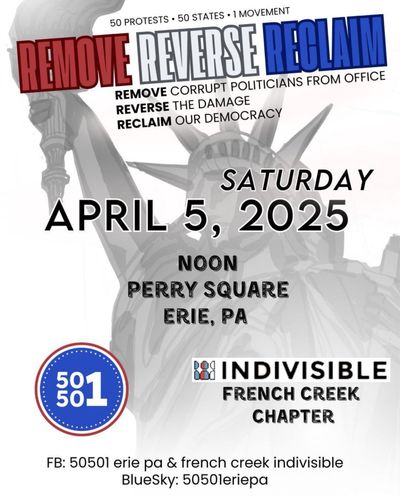 50 PROTESTS • 50 STATES • 1 MOVEMENT
REMOVE REVERSE RECLAIM
REMOVE CORRUPT POLITICIANS FROM OFFICE
REVERSE THE DAMAGE
RECLAIM OUR DEMOCRACY
SATURDAY
APRIL 5, 2025
NOON
PERRY SQUARE
ERIE, PA
50
501
INDIVISIBLE
FRENCH CREEK
CHAPTER
FB: 50501 erie pa & french creek indivisible
BlueSky: 50501eriepa